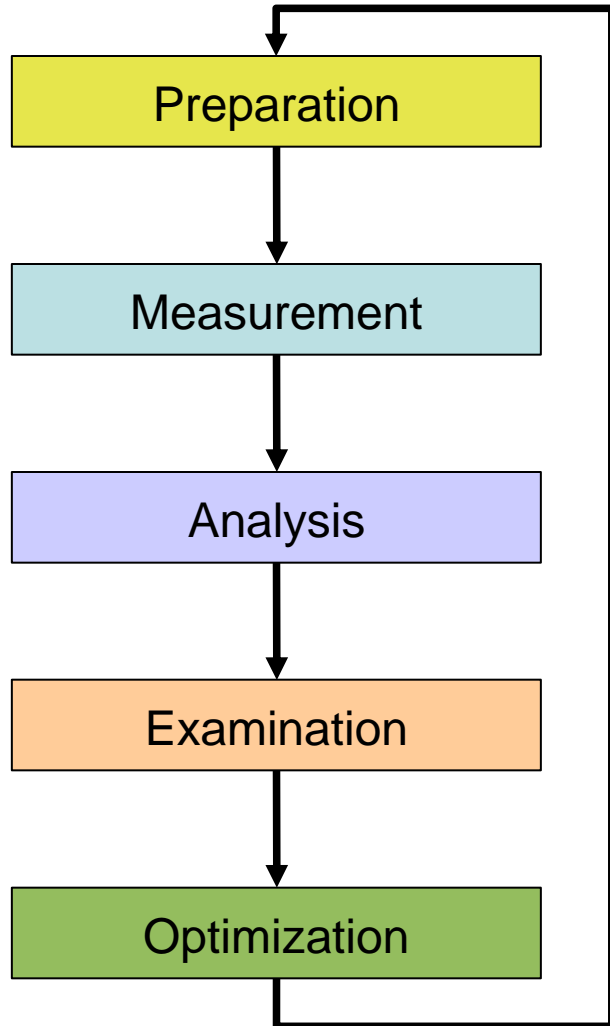 Preparation
Measurement
Analysis
Examination
Optimization